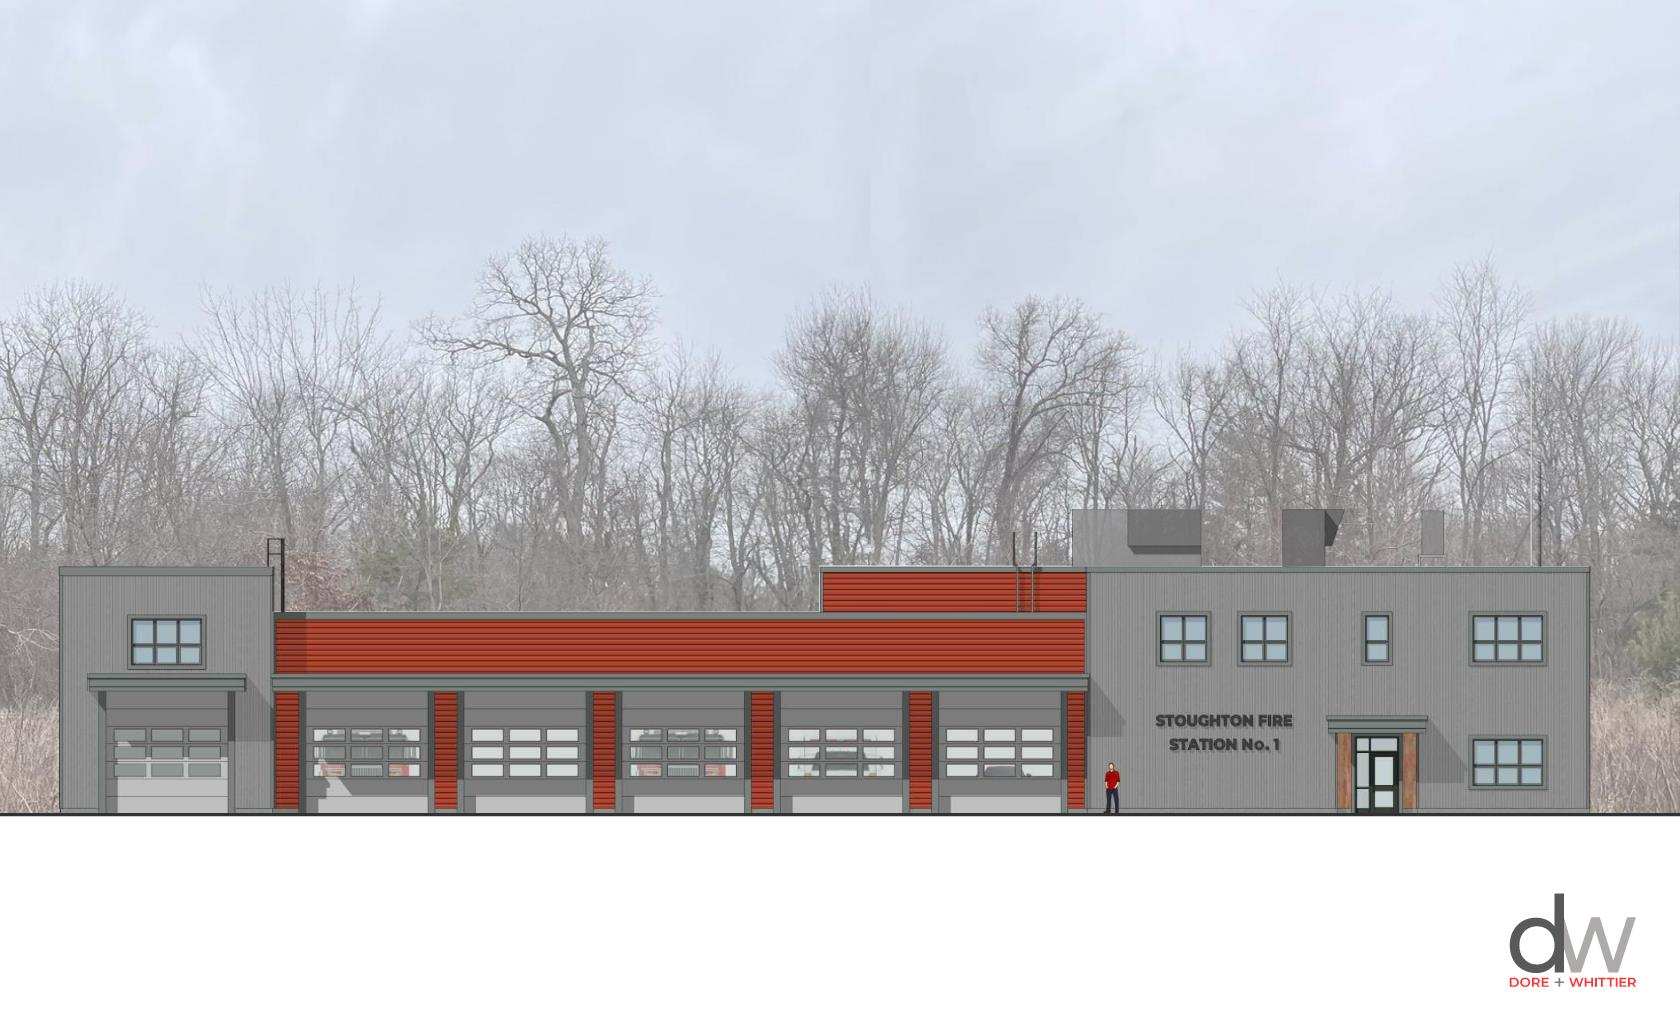 STOUGHTON FIRE
STATION No. 1
dw
DORE + WHITTIER